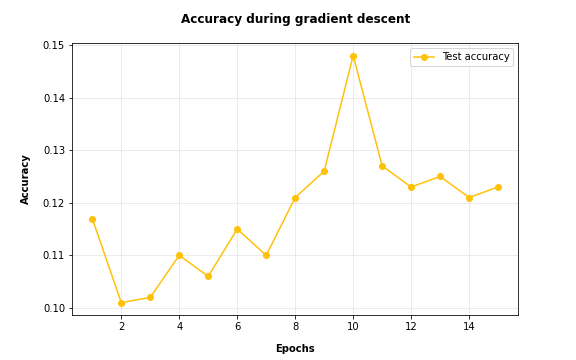 Accuracy during gradient descent
Test accuracy
Accuracy
0.15
0.14
0.13
0.12
0.11
0.10
2 4 6 8 10 12 14
Epochs